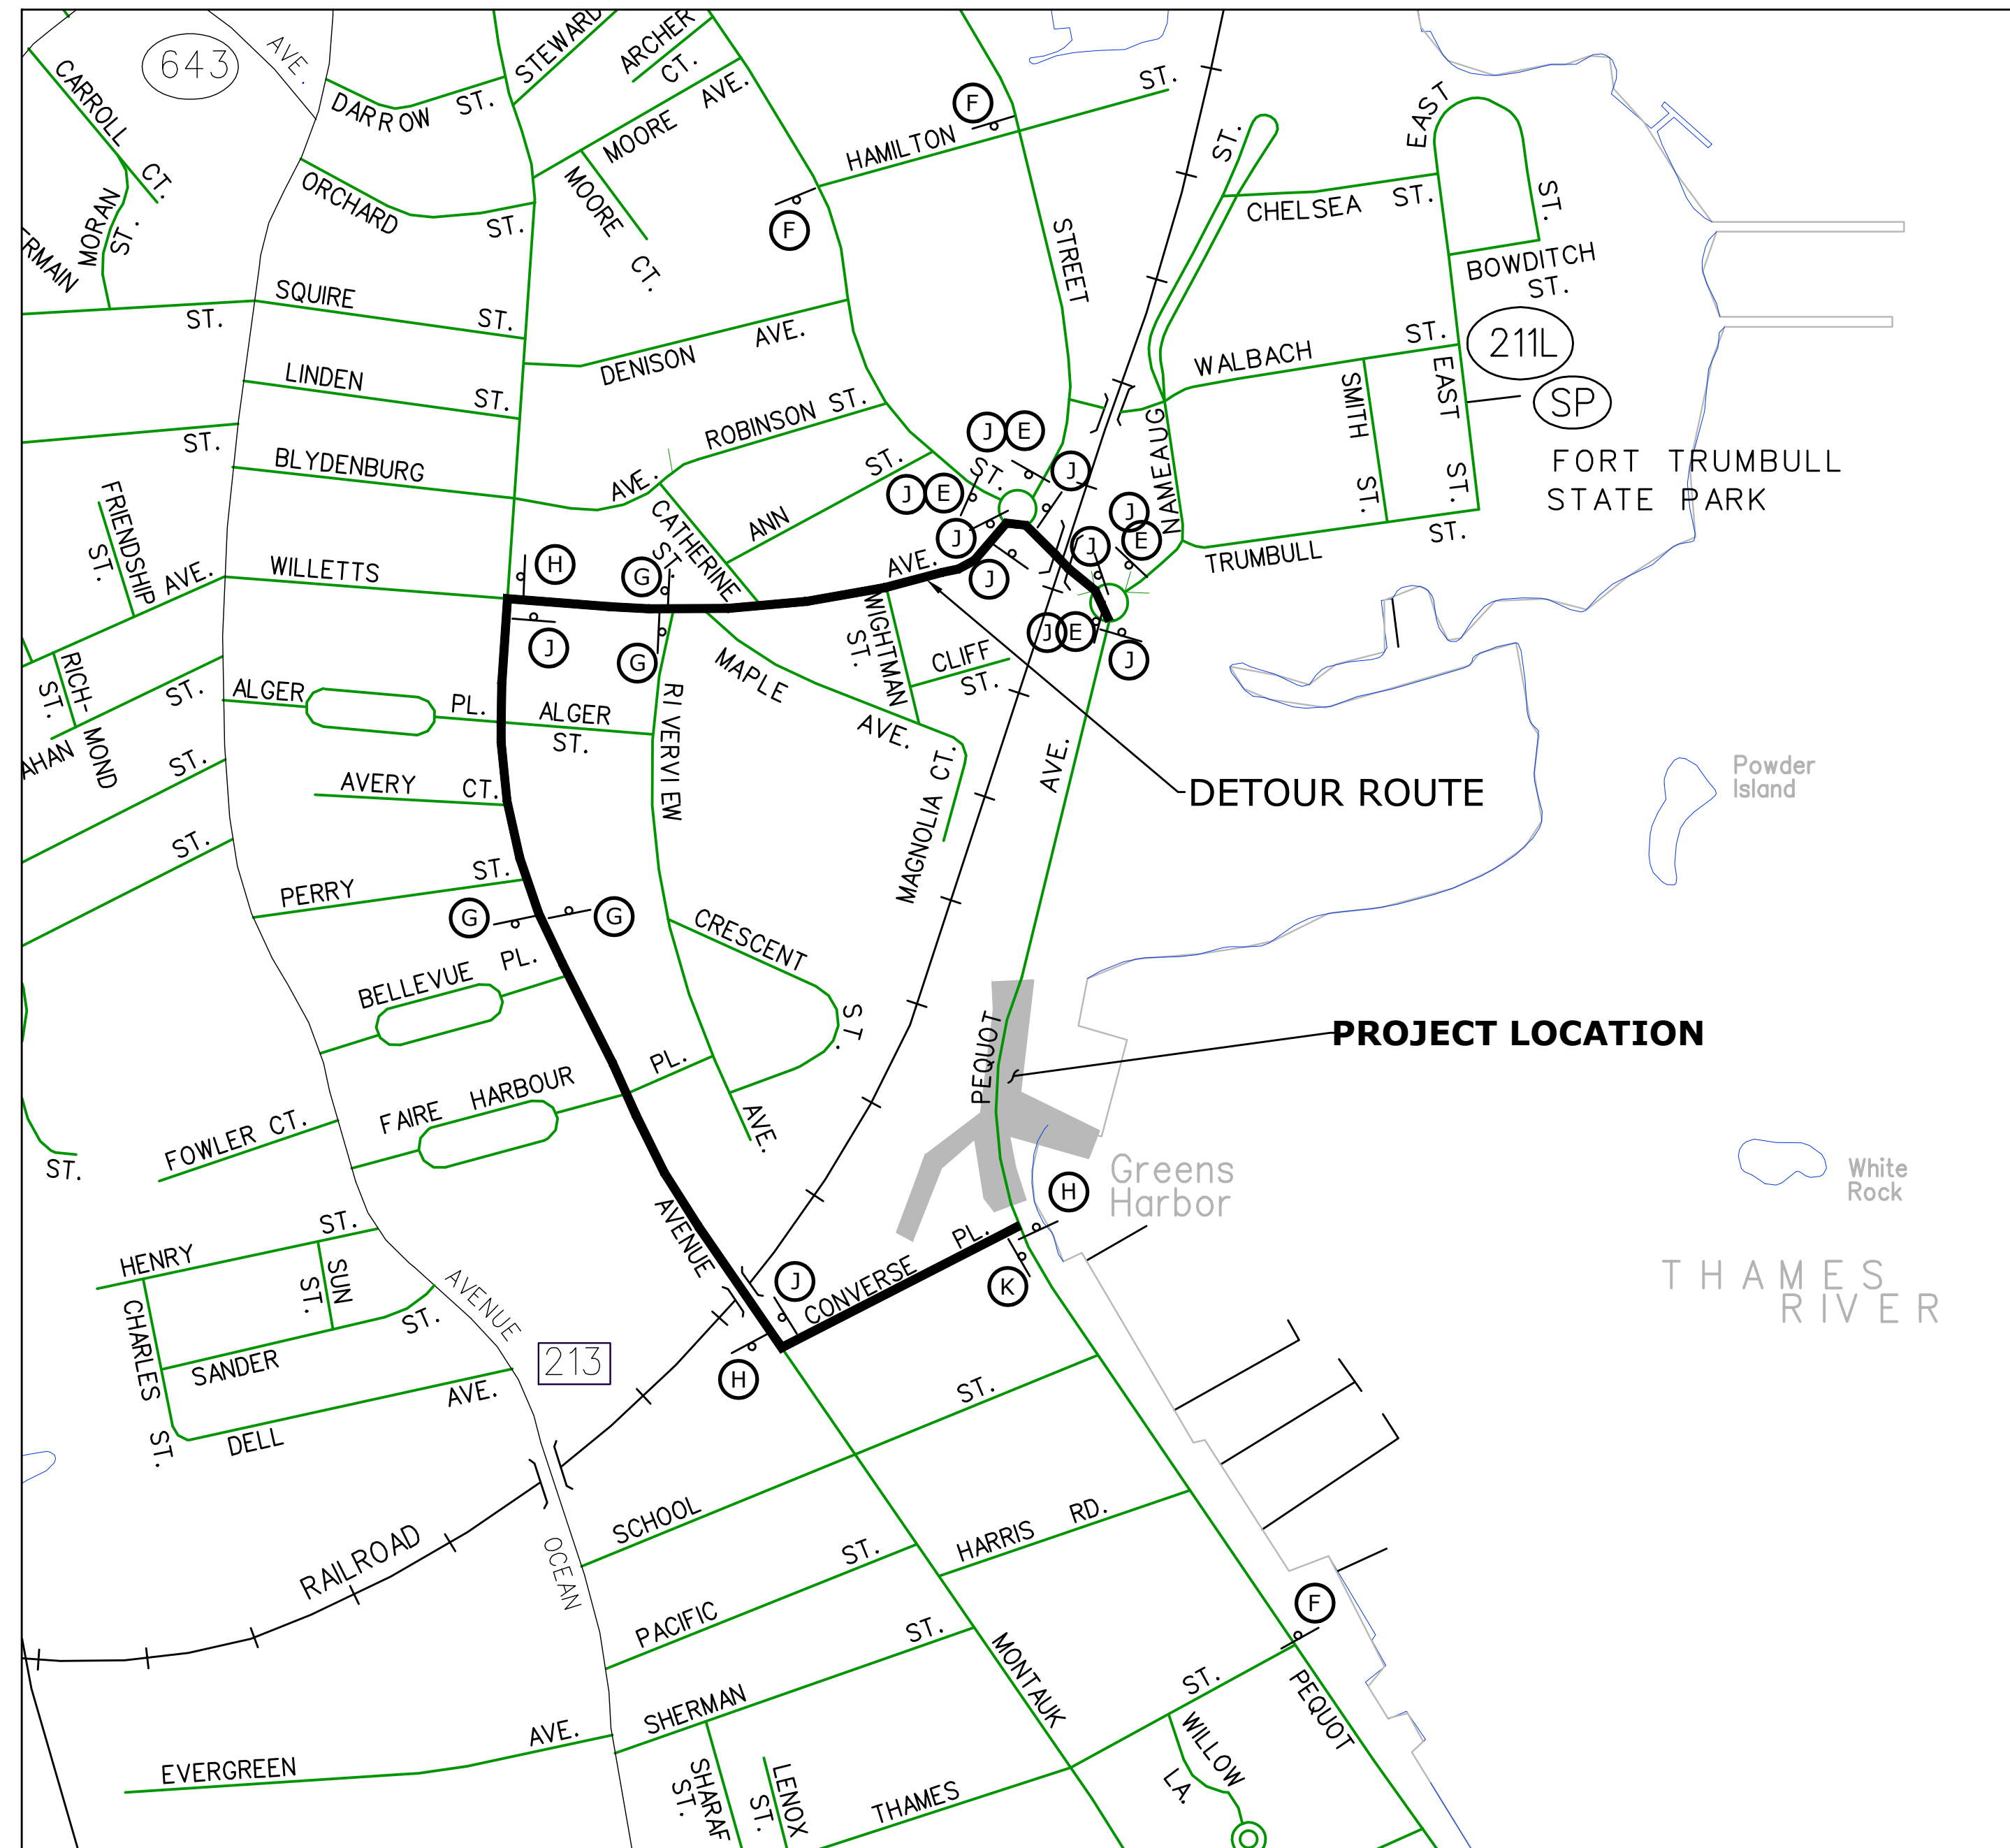 643
AVE.
CARROLL
CT.
MORAN
ST.
RMAIN
ST.
DARROW ST.
ORCHARD ST.
STEWARD
ARCHER
CT.
MOORE AVE.
MOORE CT.
F
HAMILTON ST.
F
STREET
ST.
CHELSEA ST.
EAST
ST.
BOWDITCH
ST.
211L
SP
WALBACH ST.
SMITH ST.
EAST ST.
FORT TRUMBULL
STATE PARK
NAMEAUG
TRUMBULL ST.
SQUIRE ST.
LINDEN ST.
ST.
BLYDENBURG AVE.
DENISON AVE.
ROBINSON ST.
ANN ST.
CATHERINE
ST.
ST.
J E
J E
J
J
J
J
J
E
J E
J
FRIENDSHIP
ST.
AVE.
WILLETTS AVE.
H
J
G
G
RICH-
MOND
ST.
AHAN ST.
ST.
ST.
ALGER PL.
ALGER
ST.
AVERY CT.
RIVERVIEW AVE.
MAPLE AVE.
WIGHTMAN
ST.
CLIFF
ST.
MAGNOLIA CT.
DETOUR ROUTE
PEQUOT AVE.
Powder
Island
PERRY ST.
G
G
BELLEVUE PL.
CRESCENT ST.
PROJECT LOCATION
FAIRE HARBOUR PL.
FOWLER CT.
ST.
Greens
Harbor
White
Rock
THAMES
RIVER
H
K
CONVERSE PL.
J
H
AVENUE
HENRY ST.
SUN
ST.
CHARLES ST.
SANDER ST.
DELL AVE.
AVENUE
213
OCEAN
RAILROAD
SCHOOL ST.
HARRIS RD.
PACIFIC ST.
SHERMAN ST.
MONTAUK
F
PEQUOT
EVERGREEN AVE.
SHARAF
ST.
LENOX
ST.
THAMES ST.
WILLOW
LA.